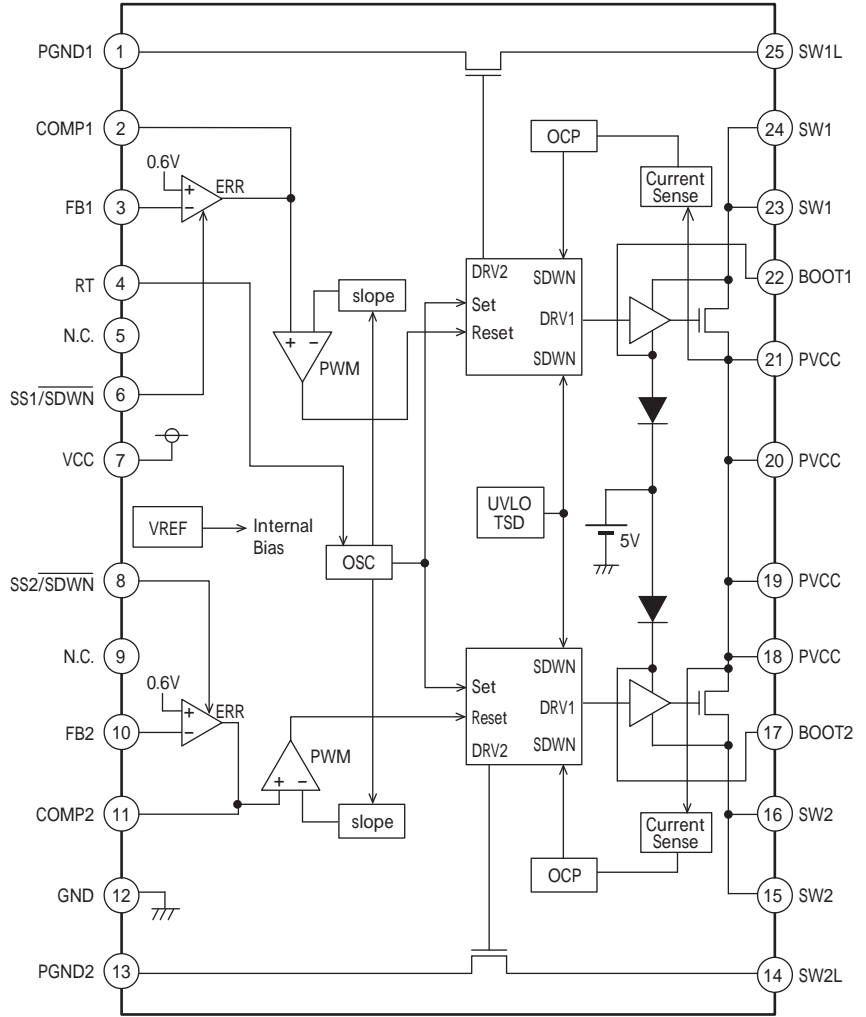 PGND1 1
25 SW1L
COMP1 2
OCP
24 SW1
0.6V
+ ERR
FB1 3
−
Current
Sense
23 SW1
RT 4
slope
DRV2 SDWN
22 BOOT1
Set
DRV1
N.C. 5
+ −
Reset
PWM
SDWN
21 PVCC
SS1/SDWN 6
VCC 7
20 PVCC
VREF
Internal
Bias
UVLO
TSD
5V
OSC
SS2/SDWN 8
19 PVCC
N.C. 9
SDWN
18 PVCC
Set
0.6V
DRV1
+ ERR
Reset
FB2 10
−
PWM
DRV2 SDWN
17 BOOT2
+ −
COMP2 11
slope
Current
Sense
16 SW2
OCP
GND 12
15 SW2
PGND2 13
14 SW2L